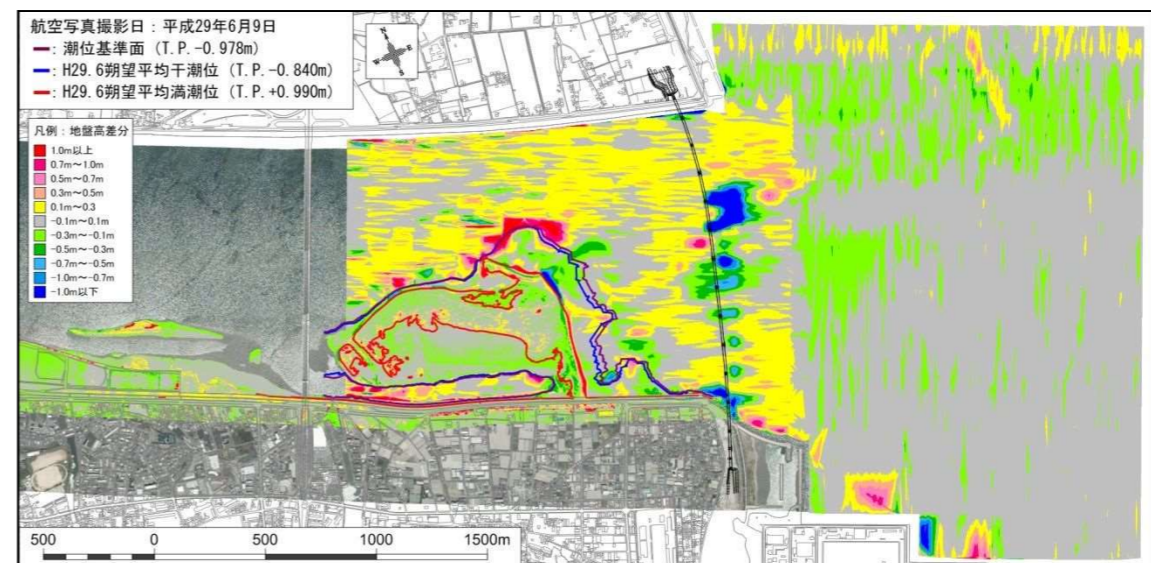 航空写真撮影日：平成29年6月9日
━：潮位基準面（T.P.-0.978m）
━：H29.6朔望平均干潮位（T.P.-0.840m）
━：H29.6朔望平均満潮位（T.P.+0.990m）
N
E
S
W
凡例：地盤高差分
1.0m以上
0.7m～1.0m
0.5m～0.7m
0.3m～0.5m
0.1m～0.3
-0.1m～0.1m
-0.3m～-0.1m
-0.5m～-0.3m
-0.7m～-0.5m
-1.0m～-0.7m
-1.0m以下
500 0 500 1000 1500m